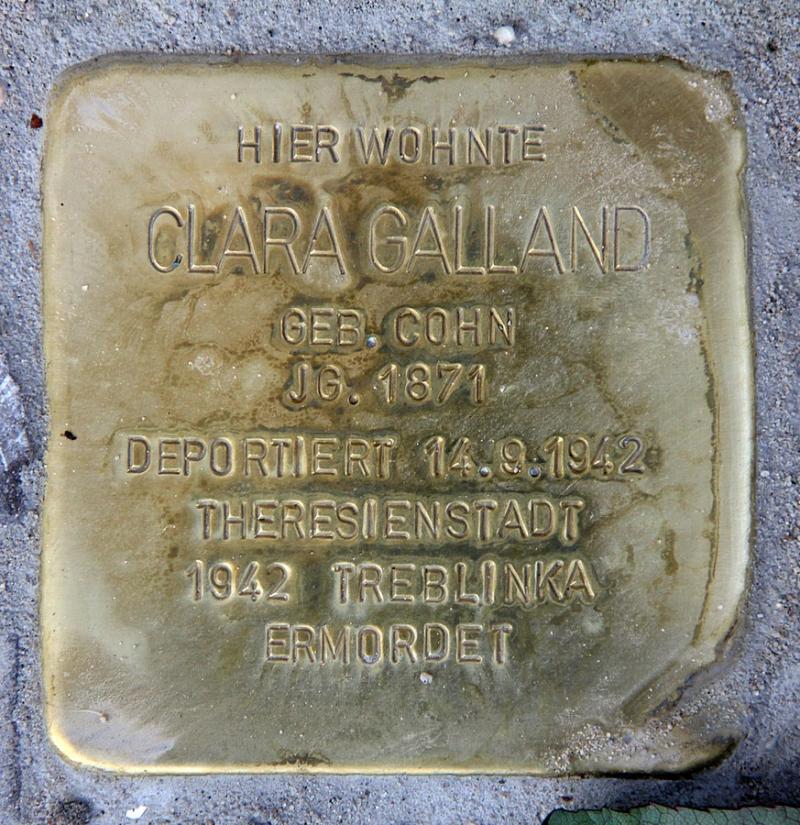 HIER WOHNTE
CLARA GALLAND
GEB. COHN
JG. 1871
DEPORTIERT 14.9.1942
THERESIENSTADT
1942 TREBLINKA
ERMORDET